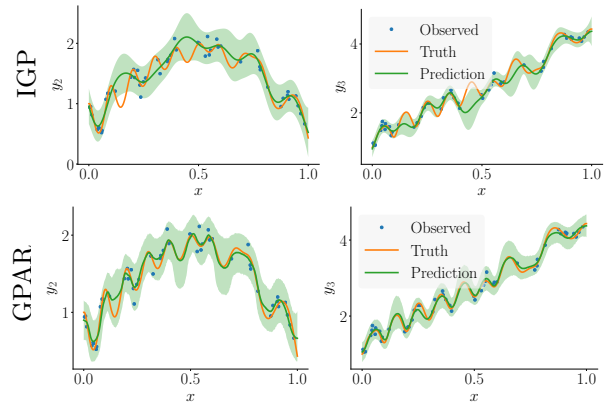 IGP
y2
2
1
0
0.0 0.5 1.0
x
y3
4
2
Observed
Truth
Prediction
0.0 0.5 1.0
x
GPAR
y2
2
1
0.0 0.5 1.0
x
y3
4
2
Observed
Truth
Prediction
0.0 0.5 1.0
x